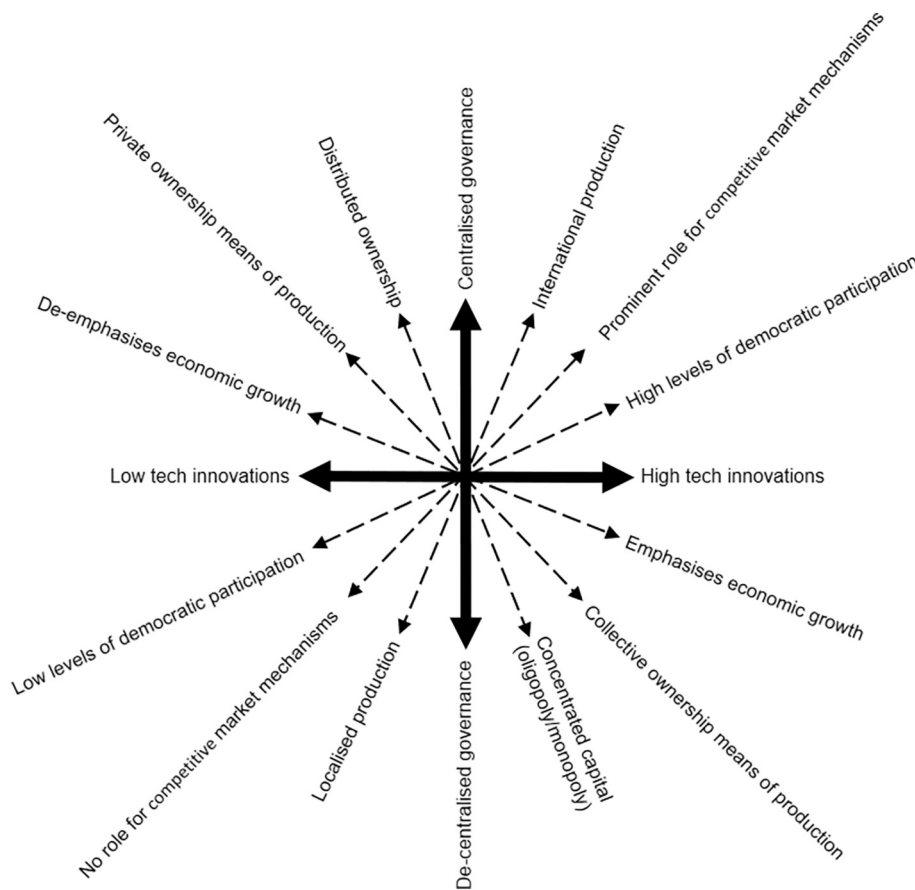 Centralised governance
International production
Prominent role for competitive market mechanisms
High levels of democratic participation
High tech innovations
Emphasises economic growth
Collective ownership means of production
Concentrated capital
(oligopoly/monopoly)
De-centralised governance
Localised production
No role for competitive market mechanisms
Low levels of democratic participation
Low tech innovations
De-emphasises economic growth
Private ownership means of production
Distributed ownership